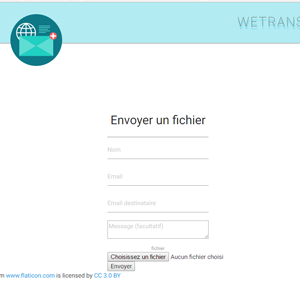 WETRANS
Envoyer un fichier
Nom
Email
Email destinataire
Message (facultatif)
fichier
Choisissez un fichier Aucun fichier choisi
Envoyer
m www.flaticon.com is licensed by CC 3.0 BY